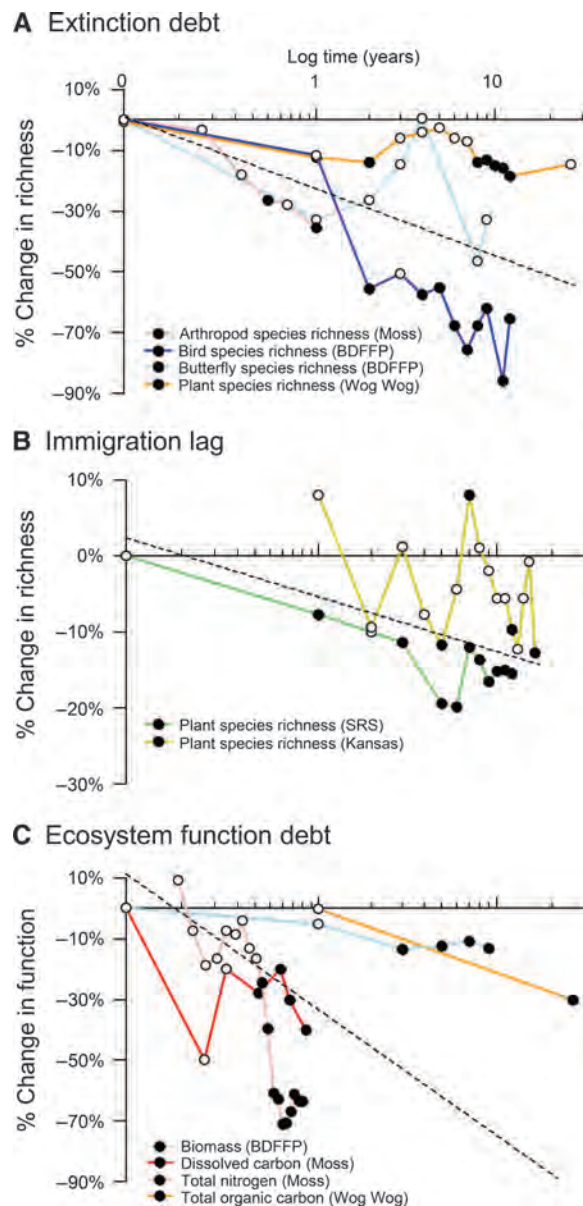 A Extinction debt
Log time (years)
0 1 10
10%
0%
–10%
–30%
–50%
–70%
–90%
% Change in richness
Arthropod species richness (Moss)
Bird species richness (BDFFP)
Butterfly species richness (BDFFP)
Plant species richness (Wog Wog)
B Immigration lag
10%
0%
–10%
–20%
–30%
% Change in richness
Plant species richness (SRS)
Plant species richness (Kansas)
C Ecosystem function debt
10%
–10%
–30%
–50%
–70%
–90%
% Change in function
Biomass (BDFFP)
Dissolved carbon (Moss)
Total nitrogen (Moss)
Total organic carbon (Wog Wog)